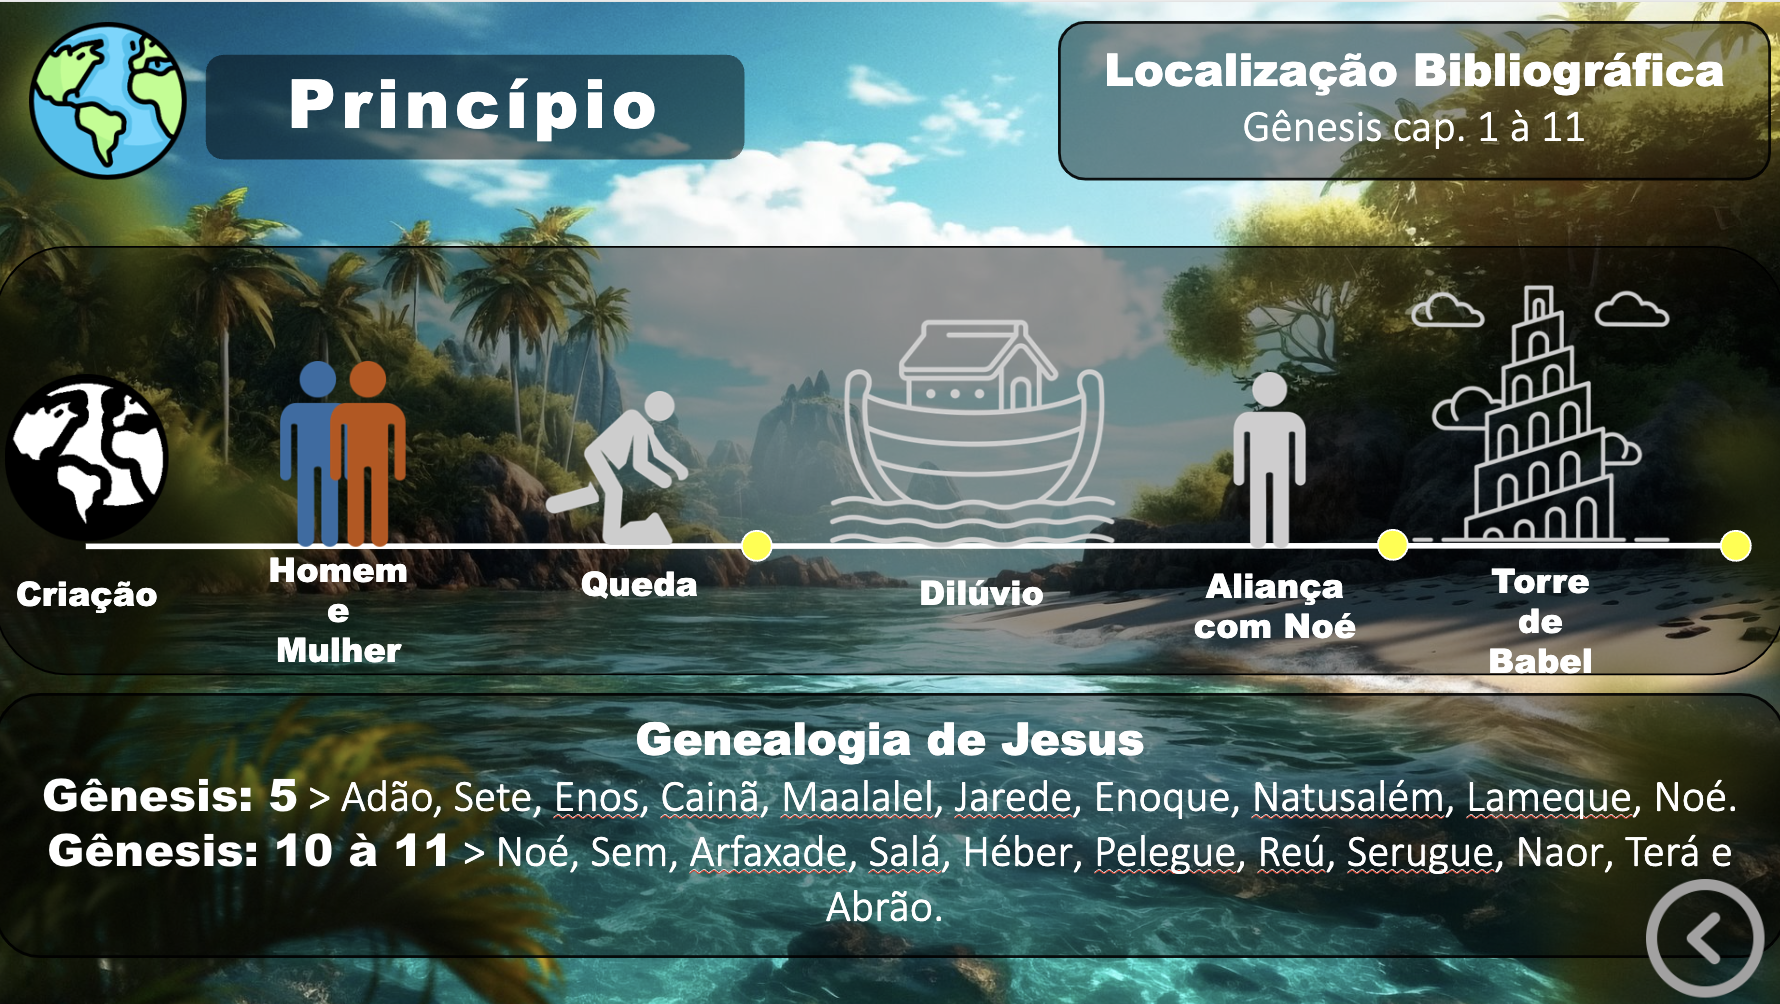 Princípio
Localização Bibliográfica
Gênesis cap. 1 à 11
Criação
Homem
e
Mulher
Queda
Dilúvio
Aliança
com Noé
Torre
de
Babel
Genealogia de Jesus
Gênesis: 5 > Adão, Sete, Enos, Cainã, Maalalel, Jarede, Enoque, Natusalém, Lameque, Noé.
Gênesis: 10 à 11 > Noé, Sem, Arfaxade, Salá, Héber, Pelegue, Reú, Serugue, Naor, Terá e
Abrão.